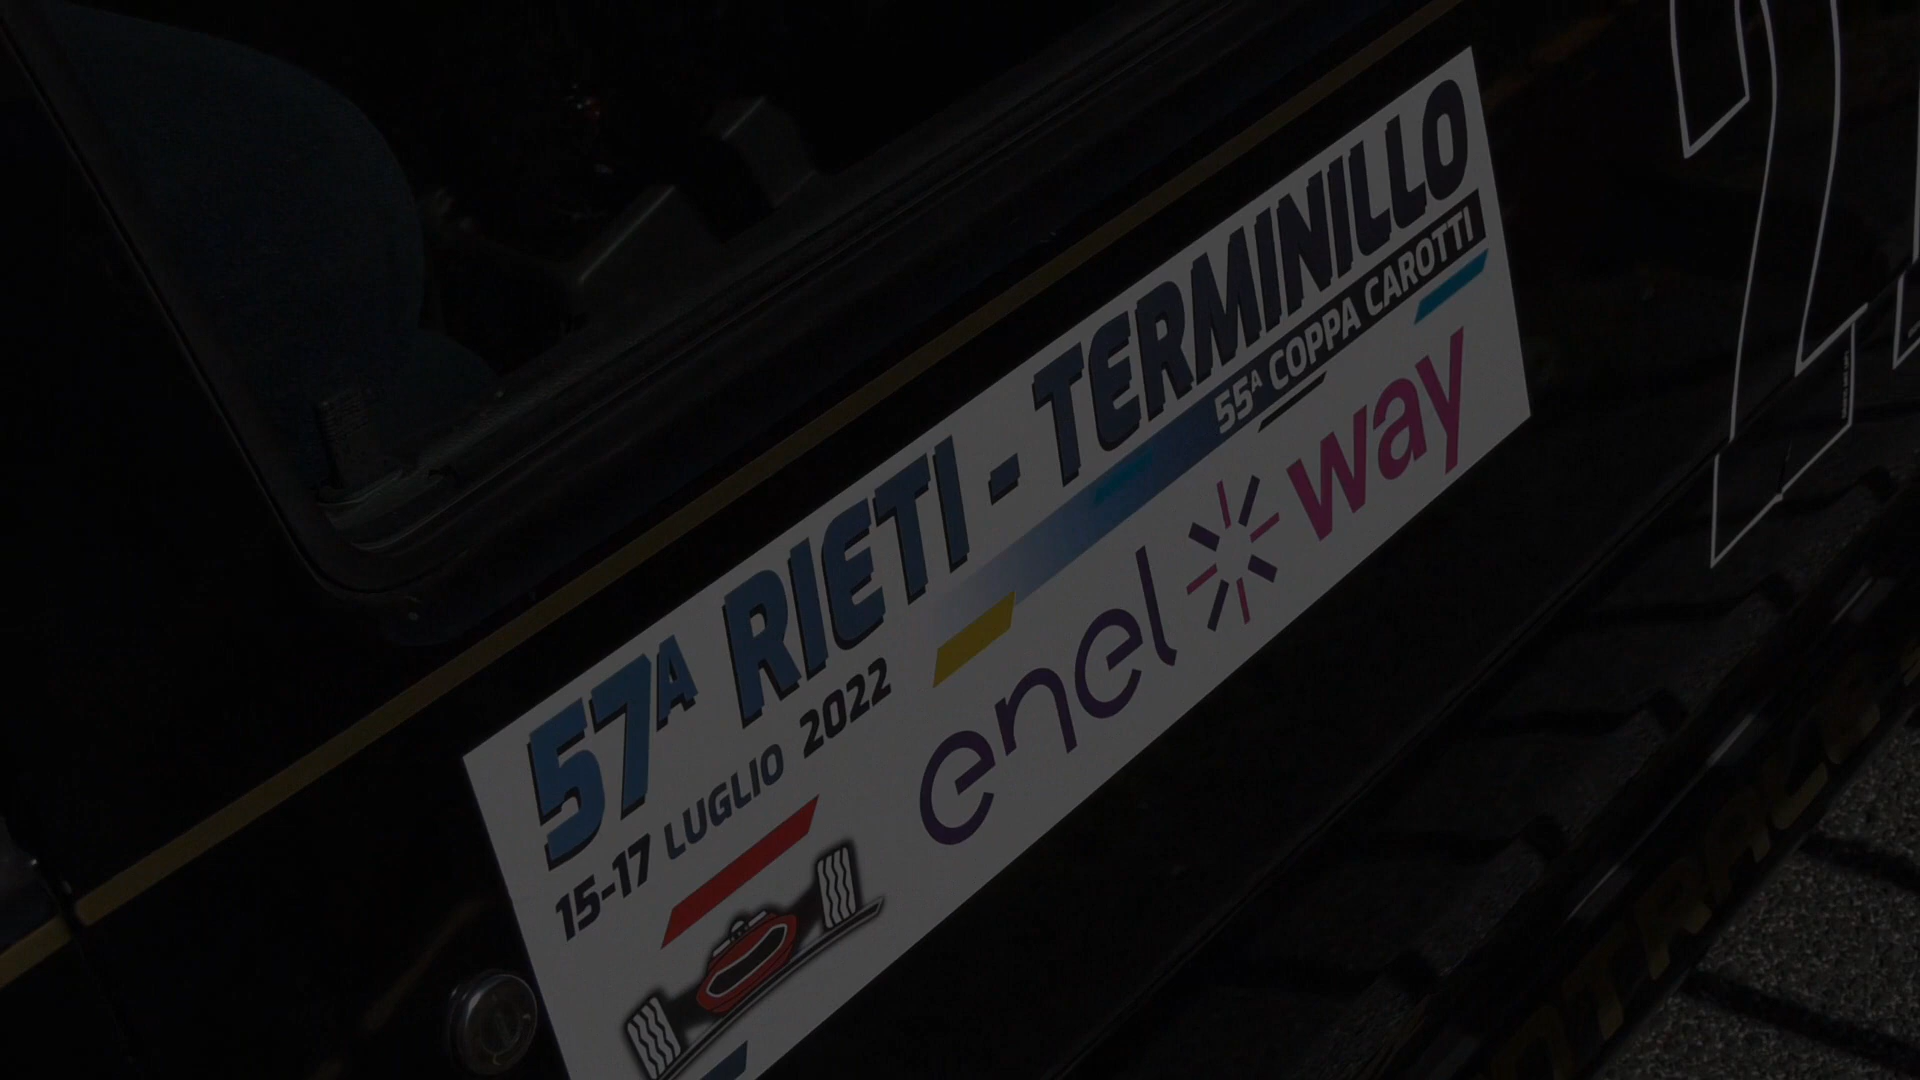 57A RIETI - TERMINILLO
55A COPPA CAROTTI
15-17 LUGLIO 2022
enel way